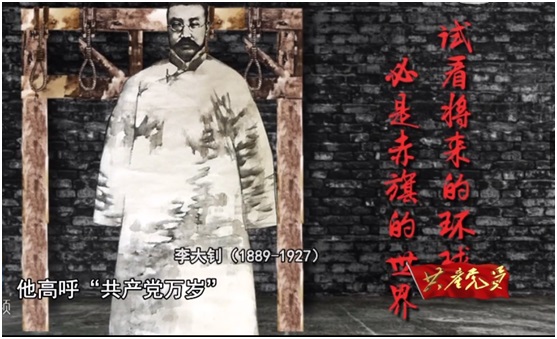 试看将来的环球
必是赤旗的世界
共产党员
李大钊（1889-1927）
他高呼“共产党万岁”
频